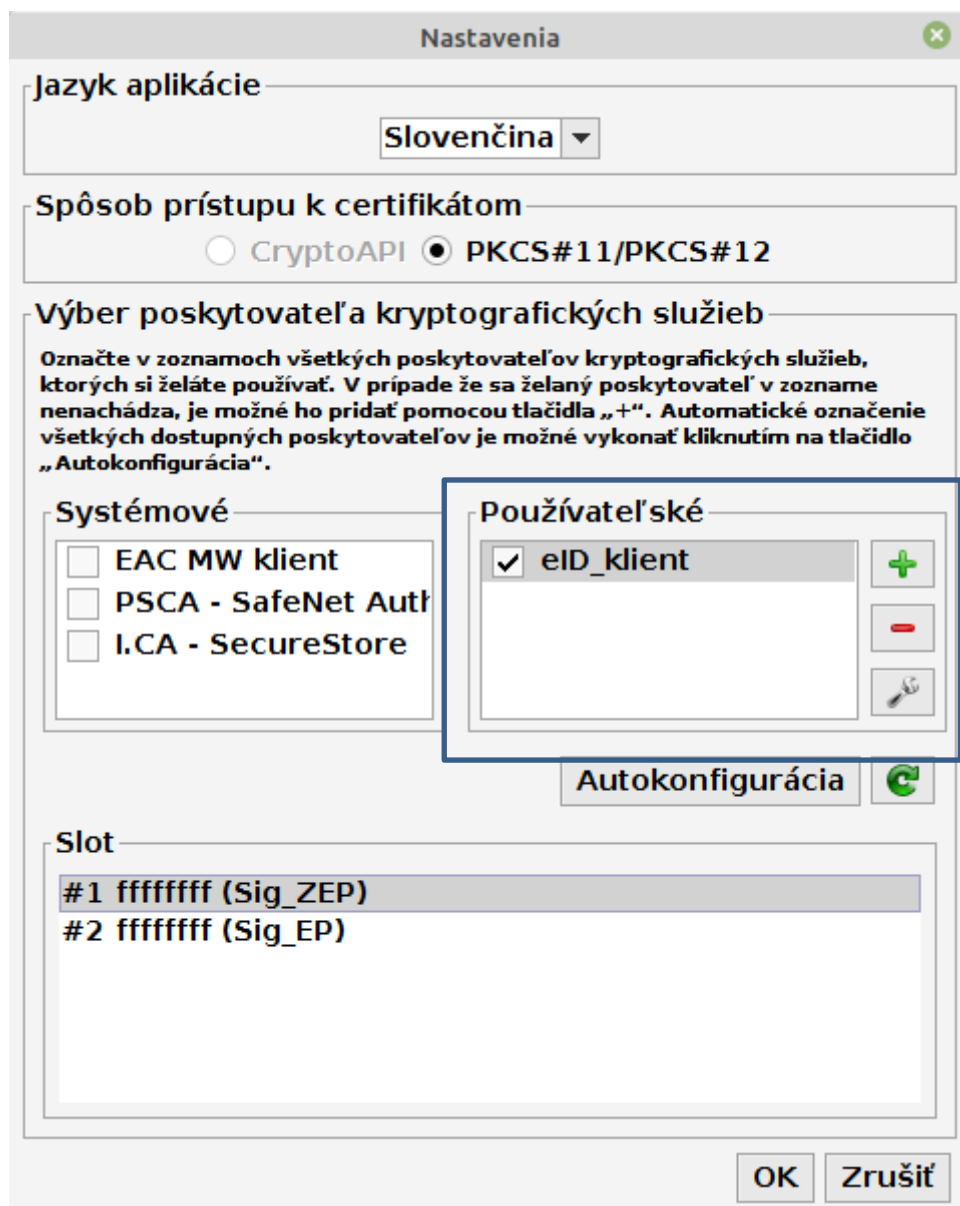 Nastavenia
Jazyk aplikácie
Slovenčina
Spôsob prístupu k certifikátom
CryptoAPI PKCS#11/PKCS#12
Výber poskytovateľa kryptografických služieb
Označte v zoznamoch všetkých poskytovateľov kryptografických služieb,
ktorých si želáte používať. V prípade že sa želaný poskytovateľ v zozname
nenachádza, je možné ho pridať pomocou tlačidla „+“. Automatické označenie
všetkých dostupných poskytovateľov je možné vykonať kliknutím na tlačidlo
„Autokonfigurácia“.
Systémové
EAC MW klient
PSCA - SafeNet Auth
I.CA - SecureStore
Používateľské
eID_klient
Autokonfigurácia
Slot
#1 ffffffff (Sig_ZEP)
#2 ffffffff (Sig_EP)
OK Zrušiť